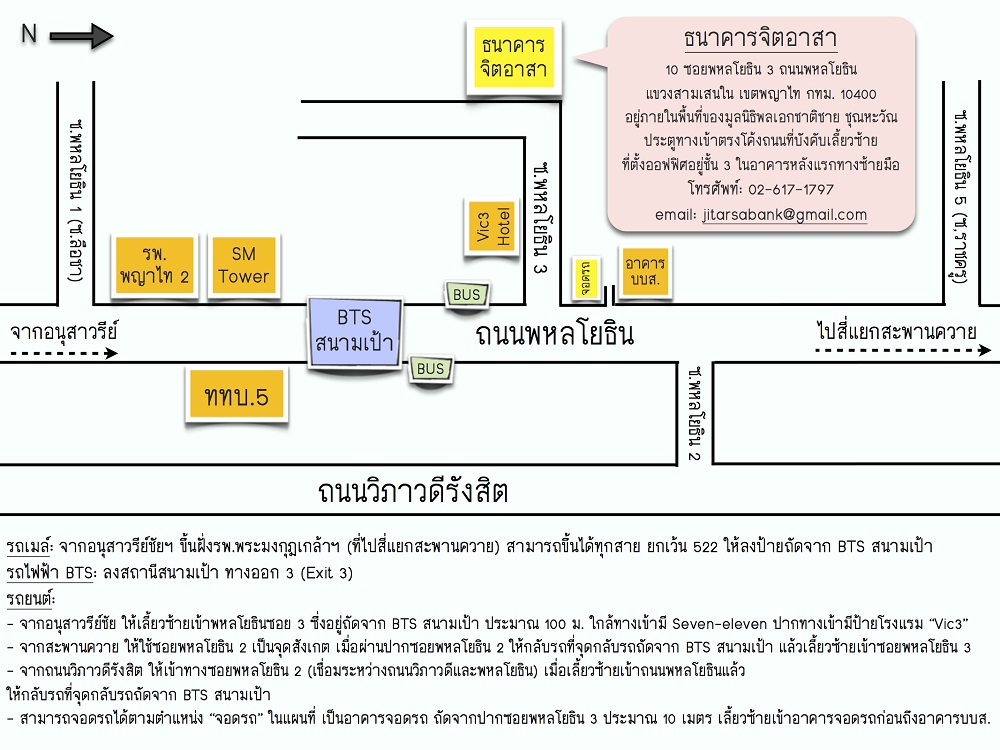 N
ธนาคาร
จิตอาสา
ธนาคารจิตอาสา
10 ซอยพหลโยธิน 3 ถนนพหลโยธิน
แขวงสามเสนใน เขตพญาไท กทม. 10400
อยู่ภายในพื้นที่ของมูลนิธิพลเอกชาติชาย ชุณหะวัณ
ประตูทางเข้าตรงโค้งถนนที่บังคับเลี้ยวซ้าย
ที่ตั้งออฟฟิศอยู่ชั้น 3 ในอาคารหลังแรกทางซ้ายมือ
โทรศัพท์: 02-617-1797
email: jitarsabank@gmail.com
ซ.พหลโยธิน 1 (ซ.ลือชา)
ซ.พหลโยธิน 3
ซ.พหลโยธิน 5 (ซ.ราชครู)
รพ.
พญาไท 2
SM
Tower
Vic3
Hotel
จอดรถ
อาคาร
บบส.
BUS
BTS
สนามเป้า
จากอนุสาวรีย์
ถนนพหลโยธิน
ไปสี่แยกสะพานควาย
BUS
ททบ.5
ซ.พหลโยธิน 2
ถนนวิภาวดีรังสิต
รถเมล์: จากอนุสาวรีย์ชัยฯ ขึ้นฝั่งรพ.พระมงกุฎเกล้าฯ (ที่ไปสี่แยกสะพานควาย) สามารถขึ้นได้ทุกสาย ยกเว้น 522 ให้ลงป้ายถัดจาก BTS สนามเป้า
รถไฟฟ้า BTS: ลงสถานีสนามเป้า ทางออก 3 (Exit 3)
รถยนต์:
- จากอนุสาวรีย์ชัย ให้เลี้ยวซ้ายเข้าพหลโยธินซอย 3 ซึ่งอยู่ถัดจาก BTS สนามเป้า ประมาณ 100 ม. ใกล้ทางเข้ามี Seven-eleven ปากทางเข้ามีป้ายโรงแรม "Vic3"
- จากสะพานควาย ให้ใช้ซอยพหลโยธิน 2 เป็นจุดสังเกต เมื่อผ่านปากซอยพหลโยธิน 2 ให้กลับรถที่จุดกลับรถถัดจาก BTS สนามเป้า แล้วเลี้ยวซ้ายเข้าซอยพหลโยธิน 3
- จากถนนวิภาวดีรังสิต ให้เข้าทางซอยพหลโยธิน 2 (เชื่อมระหว่างถนนวิภาวดีและพหลโยธิน) เมื่อเลี้ยวซ้ายเข้าถนนพหลโยธินแล้ว
ให้กลับรถที่จุดกลับรถถัดจาก BTS สนามเป้า
- สามารถจอดรถได้ตามตำแหน่ง "จอดรถ" ในแผนที่ เป็นอาคารจอดรถ ถัดจากปากซอยพหลโยธิน 3 ประมาณ 10 เมตร เลี้ยวซ้ายเข้าอาคารจอดรถก่อนถึงอาคารบบส.